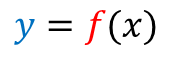 y = f(x)